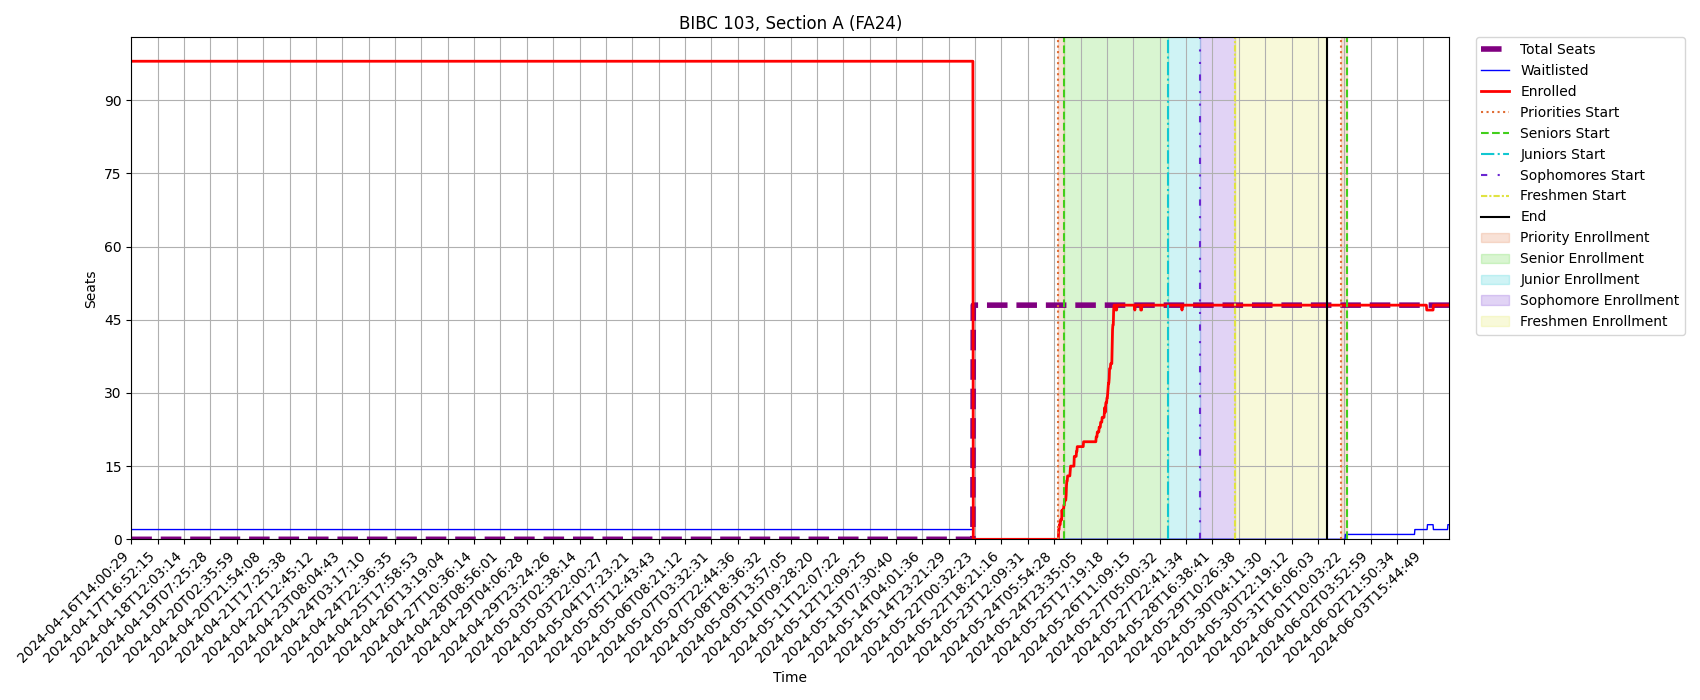 BIBC 103, Section A (FA24)
Total Seats
Waitlisted
Enrolled
Priorities Start
Seniors Start
Juniors Start
Sophomores Start
Freshmen Start
End
Priority Enrollment
Senior Enrollment
Junior Enrollment
Sophomore Enrollment
Freshmen Enrollment
Seats
90
75
60
45
30
15
0
2024-04-16T14:00:29
2024-04-17T16:52:15
2024-04-18T12:03:14
2024-04-19T07:25:28
2024-04-20T02:35:59
2024-04-20T21:54:08
2024-04-21T17:25:38
2024-04-22T12:45:12
2024-04-23T08:04:43
2024-04-24T03:17:10
2024-04-24T22:36:35
2024-04-25T17:58:53
2024-04-26T13:19:04
2024-04-27T10:36:14
2024-04-28T08:56:01
2024-04-29T04:06:28
2024-04-29T23:24:26
2024-05-03T02:38:14
2024-05-03T22:00:27
2024-05-04T17:23:21
2024-05-05T12:43:43
2024-05-06T08:21:12
2024-05-07T03:32:31
2024-05-07T22:44:36
2024-05-08T18:36:32
2024-05-09T13:57:05
2024-05-10T09:28:20
2024-05-11T12:07:22
2024-05-12T12:09:25
2024-05-13T07:30:40
2024-05-14T04:01:36
2024-05-14T23:21:29
2024-05-22T00:32:23
2024-05-22T18:21:16
2024-05-23T12:09:31
2024-05-24T05:54:28
2024-05-24T23:35:05
2024-05-25T17:19:18
2024-05-26T11:09:15
2024-05-27T05:00:32
2024-05-27T22:41:34
2024-05-28T16:38:41
2024-05-29T10:26:38
2024-05-30T04:11:30
2024-05-30T22:19:12
2024-05-31T16:06:03
2024-06-01T10:03:22
2024-06-02T03:52:59
2024-06-02T21:50:34
2024-06-03T15:44:49
Time